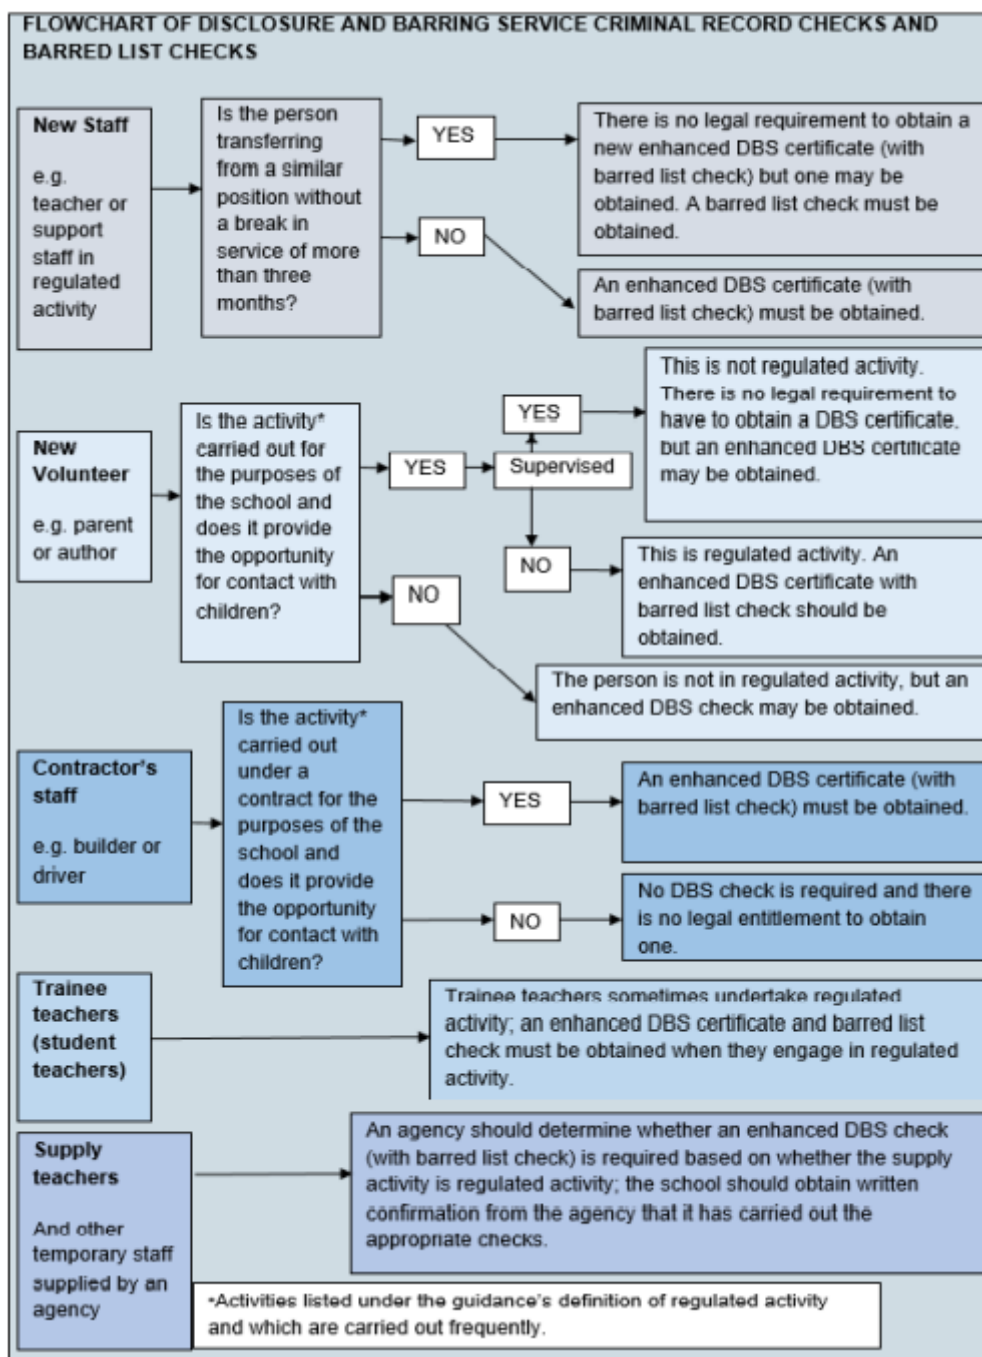 FLOWCHART OF DISCLOSURE AND BARRING SERVICE CRIMINAL RECORD CHECKS AND
BARRED LIST CHECKS
New Staff
e.g.
teacher or
support
staff in
regulated
activity
Is the person
transferring
from a similar
position without
a break in
service of more
than three
months?
YES
There is no legal requirement to obtain a
new enhanced DBS certificate (with
barred list check) but one may be
obtained. A barred list check must be
obtained.
NO
An enhanced DBS certificate (with
barred list check) must be obtained.
New
Volunteer
e.g. parent
or author
Is the activity*
carried out for
the purposes of
the school and
does it provide
the opportunity
for contact with
children?
YES
Supervised
YES
This is not regulated activity.
There is no legal requirement to
have to obtain a DBS certificate,
but an enhanced DBS certificate
may be obtained.
NO
This is regulated activity. An
enhanced DBS certificate with
barred list check should be
obtained.
NO
The person is not in regulated activity, but an
enhanced DBS check may be obtained.
Contractor's
staff
e.g. builder or
driver
Is the activity*
carried out
under a
contract for the
purposes of the
school and
does it provide
the opportunity
for contact with
children?
YES
An enhanced DBS certificate (with
barred list check) must be obtained.
NO
No DBS check is required and there
is no legal entitlement to obtain
one.
Trainee
teachers
(student
teachers)
Trainee teachers sometimes undertake regulated
activity; an enhanced DBS certificate and barred list
check must be obtained when they engage in regulated
activity.
Supply
teachers
And other
temporary staff
supplied by an
agency
An agency should determine whether an enhanced DBS check
(with barred list check) is required based on whether the supply
activity is regulated activity; the school should obtain written
confirmation from the agency that it has carried out the
appropriate checks.
*Activities listed under the guidance's definition of regulated activity
and which are carried out frequently.